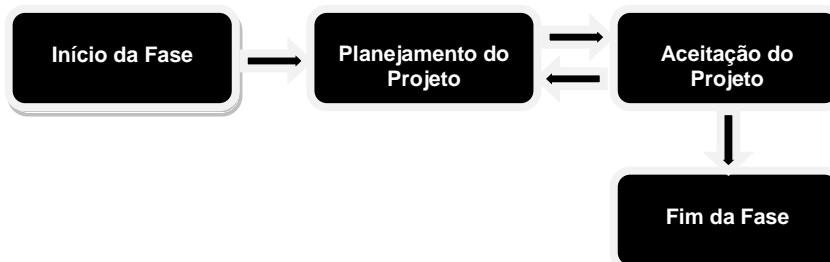 Início da Fase
Planejamento do
Projeto
Aceitação do
Projeto
Fim da Fase